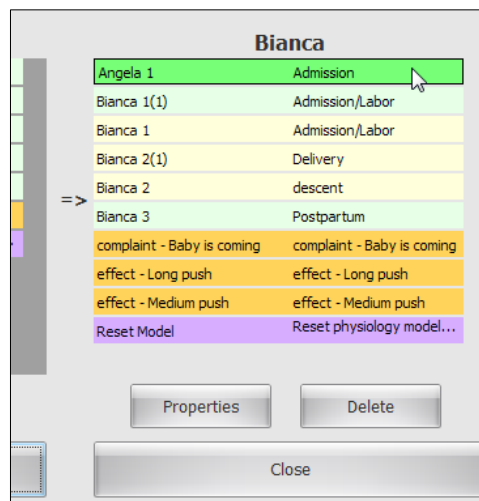 Bianca
Angela 1 Admission
Bianca 1(1) Admission/Labor
Bianca 1 Admission/Labor
Bianca 2(1) Delivery
Bianca 2 descent
=>
Bianca 3 Postpartum
complaint - Baby is coming complaint - Baby is coming
effect - Long push effect - Long push
effect - Medium push effect - Medium push
Reset Model Reset physiology model...
Properties Delete
Close